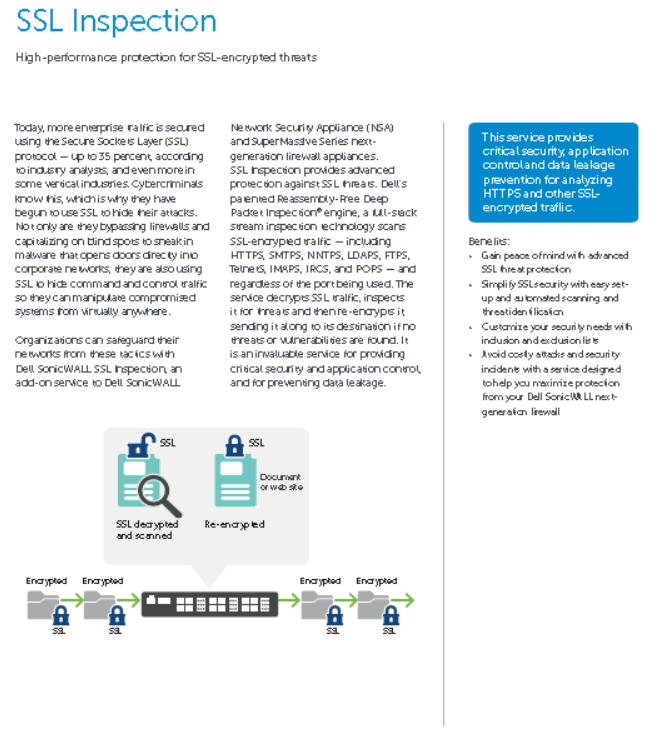 SSL Inspection
High-performance protection for SSL-encrypted threats
Today, more enterprise traffic is secured
using the Secure Sockets Layer (SSL)
protocol — up to 35 percent, according
to industry analysts, and even more in
some vertical industries. Cybercriminals
know this, which is why they have
begun to use SSL to hide their attacks.
Not only are they bypassing firewalls and
capitalizing on blind spots to sneak in
malware that opens doors directly into
corporate networks, they are also using
SSL to hide command and control traffic
so they can manipulate compromised
systems from virtually anywhere.
Organizations can safeguard their
networks from these tactics with
Dell SonicWALL SSL Inspection, an
add-on service to Dell SonicWALL
Network Security Appliance (NSA)
and SuperMassive Series next-
generation firewall appliances.
SSL Inspection provides advanced
protection against SSL threats. Dell's
patented Reassembly-Free Deep
Packet Inspection® engine, a full-stack
stream inspection technology scans
SSL-encrypted traffic — including
HTTPS, SMTPS, NNTPS, LDAPS, FTPS,
TelnetS, IMAPS, IRCS, and POPS — and
regardless of the port being used. The
service decrypts SSL traffic, inspects
it for threats and then re-encrypts it,
sending it along to its destination if no
threats or vulnerabilities are found. It
is an invaluable service for providing
critical security and application control,
and for preventing data leakage.
This service provides
critical security, application
control and data leakage
prevention for analyzing
HTTPS and other SSL-
encrypted traffic.
Benefits:
• Gain peace of mind with advanced
SSL threat protection
• Simplify SSL security with easy set-
up and automated scanning and
threat identification
• Customize your security needs with
inclusion and exclusion lists
• Avoid costly attacks and security
incidents with a service designed
to help you maximize protection
from your Dell SonicWALL next-
generation firewall
SSL
SSL
Document
or web site
SSL decrypted
and scanned
Re-encrypted
Encrypted
Encrypted
Encrypted
Encrypted
SSL
SSL
SSL
SSL